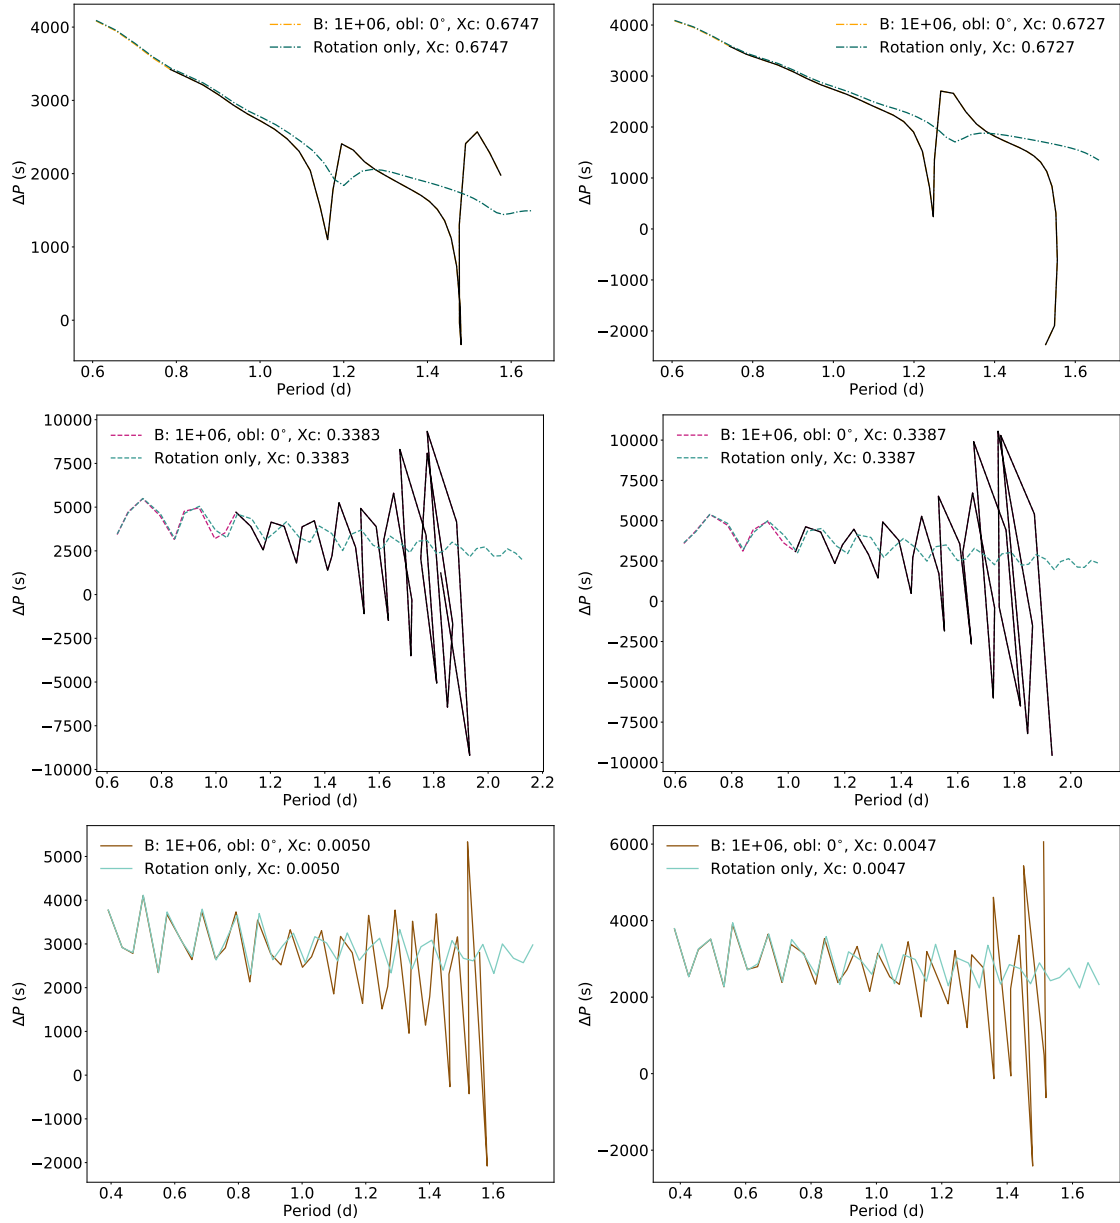 B: 1E+06, obl: 0°, Xc: 0.6747
Rotation only, Xc: 0.6747
4000
3000
2000
1000
0
ΔP (s)
0.6 0.8 1.0 1.2 1.4 1.6
Period (d)
B: 1E+06, obl: 0°, Xc: 0.6727
Rotation only, Xc: 0.6727
4000
3000
2000
1000
0
−1000
−2000
ΔP (s)
0.6 0.8 1.0 1.2 1.4 1.6
Period (d)
B: 1E+06, obl: 0°, Xc: 0.3383
Rotation only, Xc: 0.3383
10000
7500
5000
2500
0
−2500
−5000
−7500
−10000
ΔP (s)
0.6 0.8 1.0 1.2 1.4 1.6 1.8 2.0 2.2
Period (d)
B: 1E+06, obl: 0°, Xc: 0.3387
Rotation only, Xc: 0.3387
10000
7500
5000
2500
0
−2500
−5000
−7500
−10000
ΔP (s)
0.6 0.8 1.0 1.2 1.4 1.6 1.8 2.0
Period (d)
B: 1E+06, obl: 0°, Xc: 0.0050
Rotation only, Xc: 0.0050
5000
4000
3000
2000
1000
0
−1000
−2000
ΔP (s)
0.4 0.6 0.8 1.0 1.2 1.4 1.6
Period (d)
B: 1E+06, obl: 0°, Xc: 0.0047
Rotation only, Xc: 0.0047
6000
4000
2000
0
−2000
ΔP (s)
0.4 0.6 0.8 1.0 1.2 1.4 1.6
Period (d)